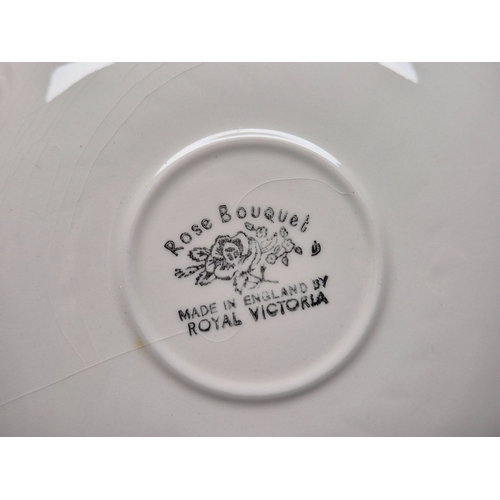 Rose Bouquet
MADE IN ENGLAND BY
ROYAL VICTORIA